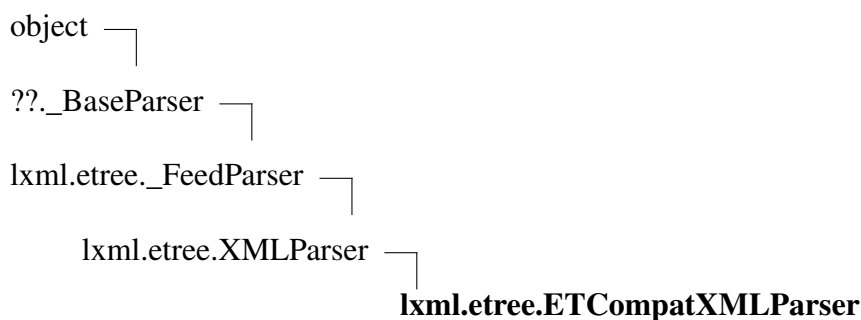 object
??._BaseParser
lxml.etree._FeedParser
lxml.etree.XMLParser
lxml.etree.ETCompatXMLParser